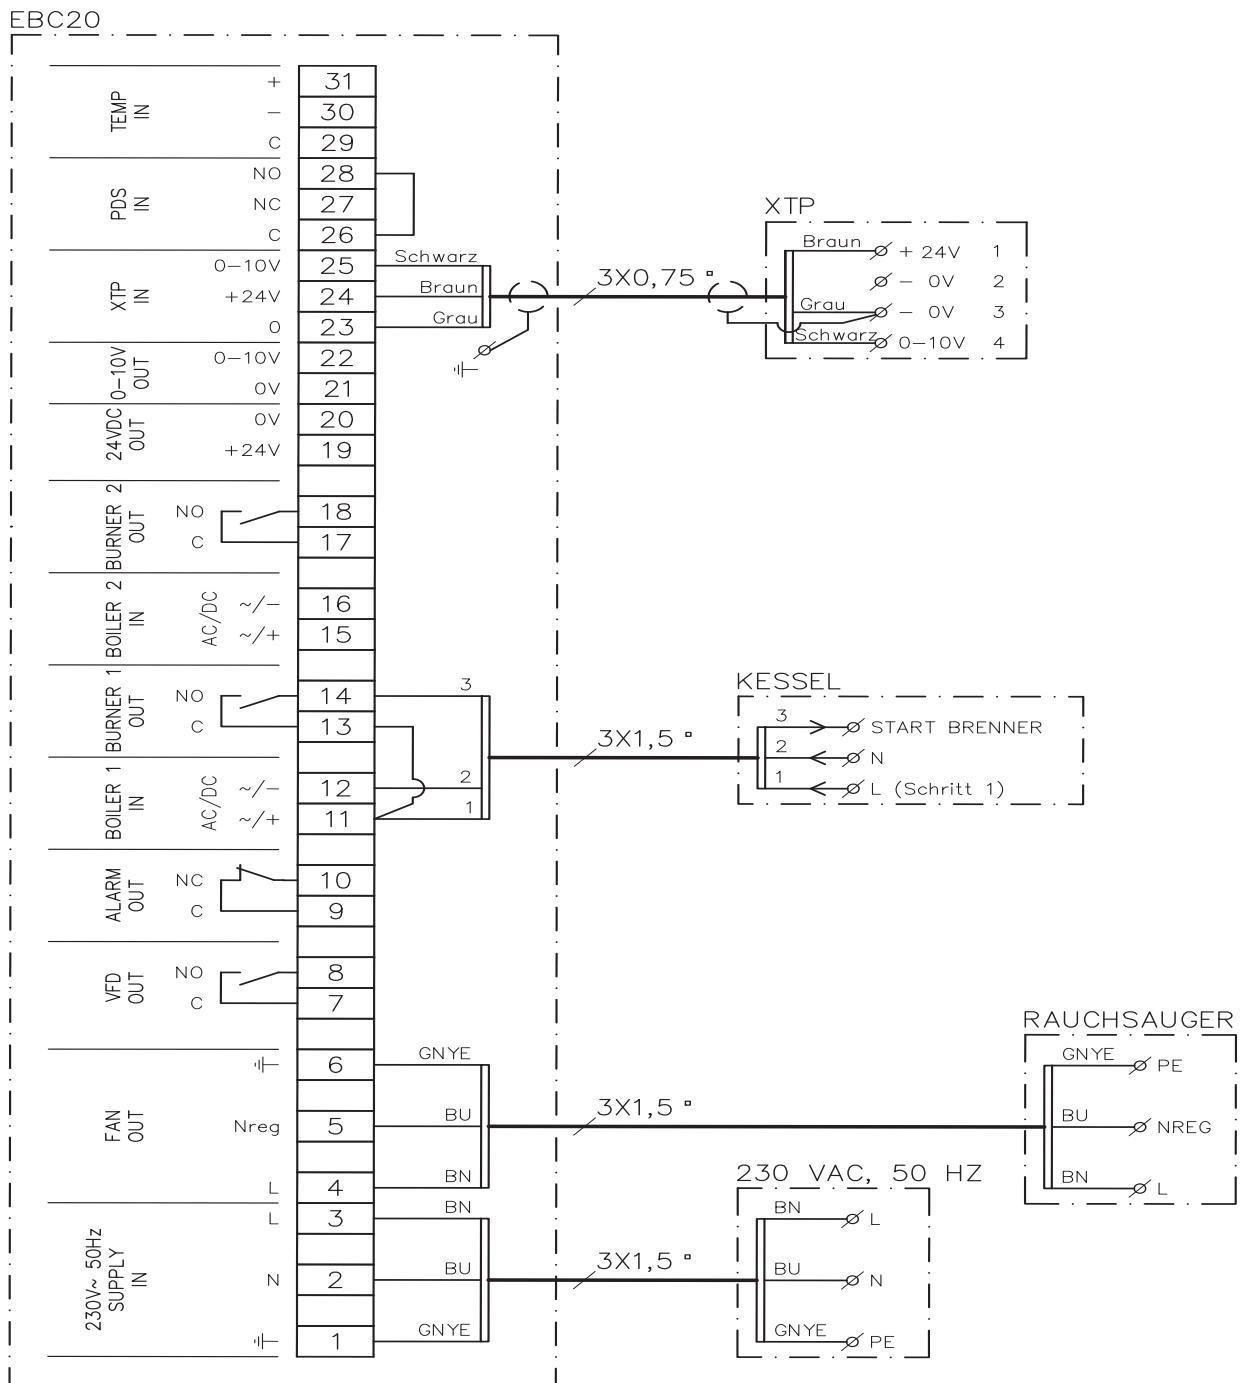 EBC20
TEMP
IN
+ 31
− 30
C 29
PDS
IN
NO 28
NC 27
C 26
XTP
IN
0−10V 25 Schwarz
+24V 24 Braun
0 23 Grau
3X0,75 ▫
XTP
Braun + 24V 1
− 0V 2
Grau − 0V 3
Schwarz 0−10V 4
0−10V
OUT
0−10V 22
0V 21
24VDC
OUT
0V 20
+24V 19
BURNER 2
OUT
NO 18
C 17
BOILER 2
IN
AC/DC
~/− 16
~/+ 15
BURNER 1
OUT
NO 14 3
C 13
BOILER 1
IN
AC/DC
~/− 12 2
~/+ 11 1
3X1,5 ▫
KESSEL
3 START BRENNER
2 N
1 L (Schritt 1)
ALARM
OUT
NC 10
C 9
VFD
OUT
NO 8
C 7
FAN
OUT
6 GNYE
Nreg 5 BU
L 4 BN
3X1,5 ▫
RAUCHSAUGER
GNYE PE
BU NREG
BN L
230V~ 50Hz
SUPPLY
IN
L 3 BN
N 2 BU
1 GNYE
3X1,5 ▫
230 VAC, 50 HZ
BN L
BU N
GNYE PE